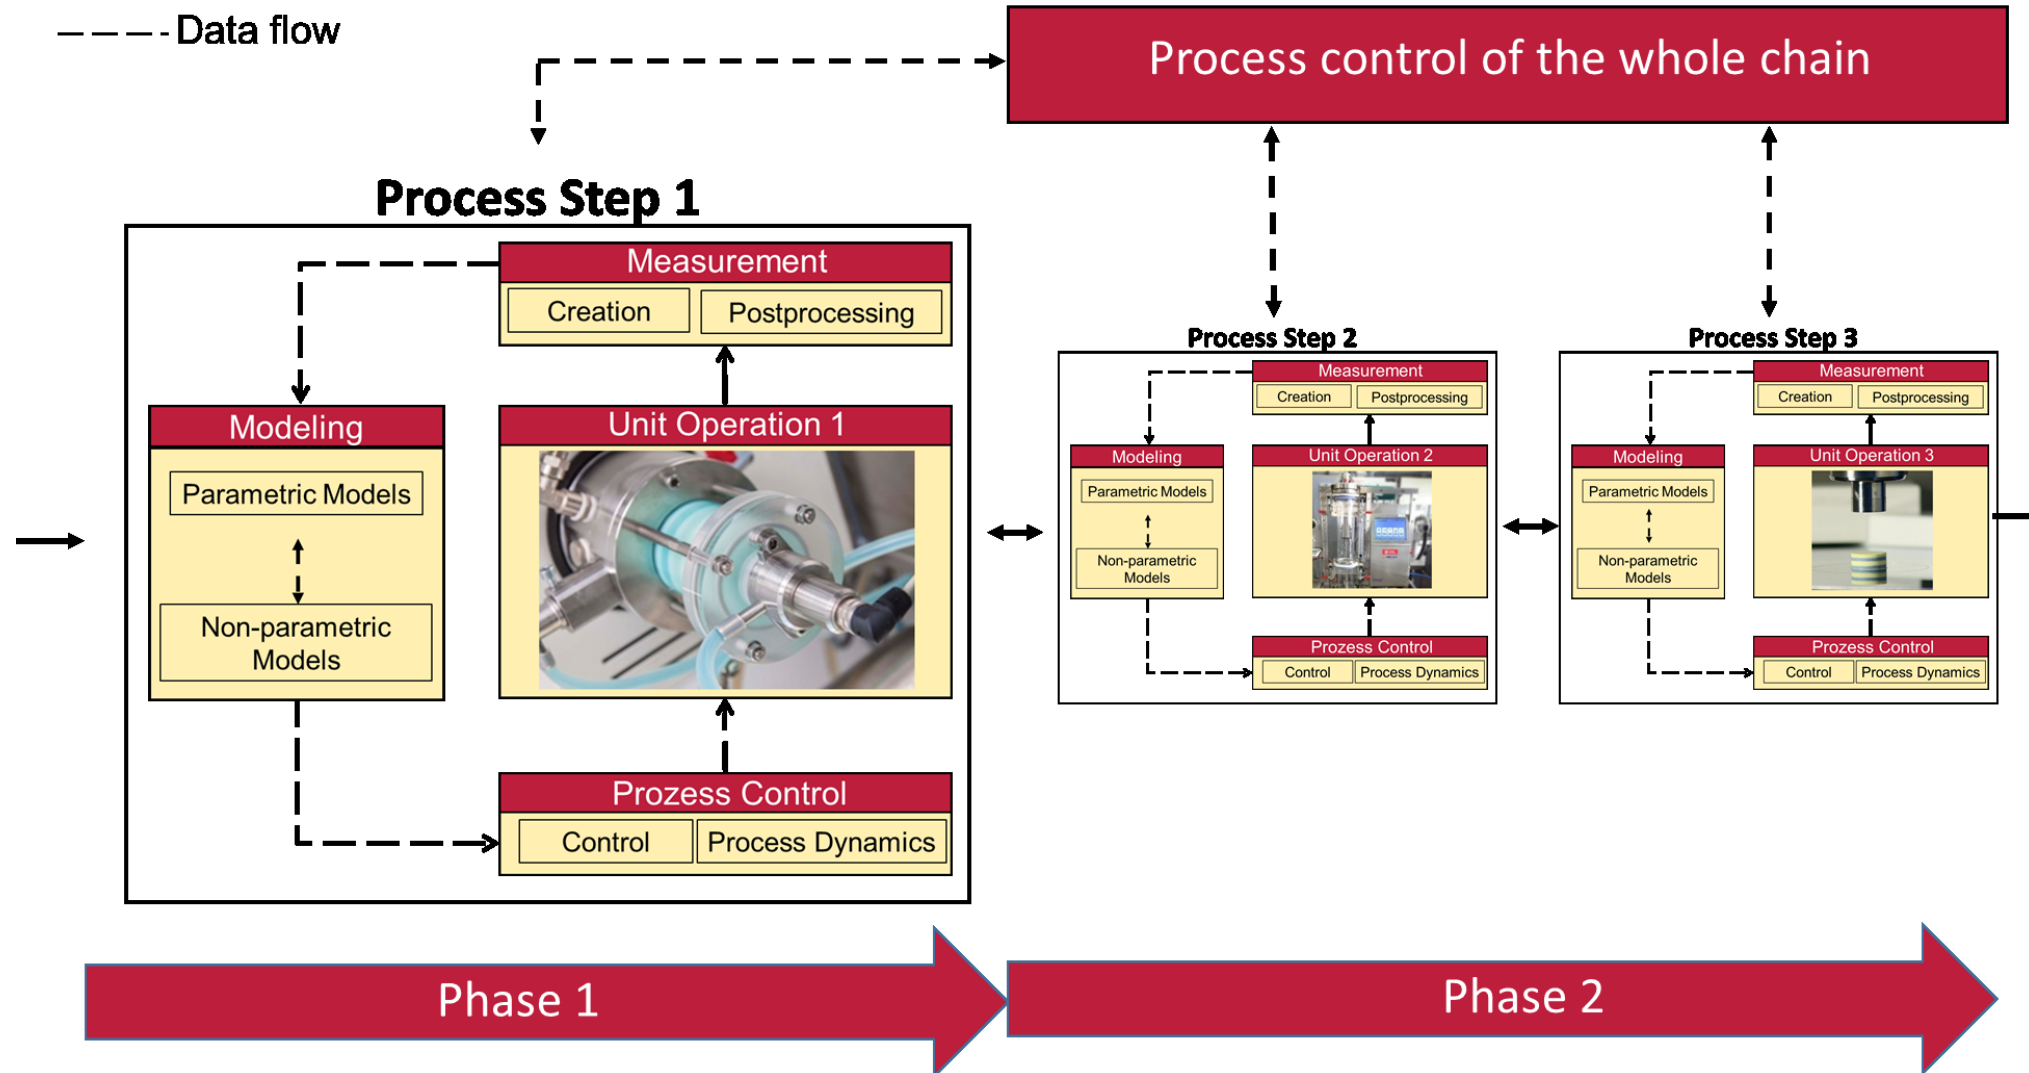 Data flow
Process control of the whole chain
Process Step 1
Measurement
Creation
Postprocessing
Modeling
Parametric Models
Non-parametric
Models
Unit Operation 1
Prozess Control
Control
Process Dynamics
Process Step 2
Measurement
Creation
Postprocessing
Modeling
Parametric Models
Non-parametric
Models
Unit Operation 2
Prozess Control
Control
Process Dynamics
Process Step 3
Measurement
Creation
Postprocessing
Modeling
Parametric Models
Non-parametric
Models
Unit Operation 3
Prozess Control
Control
Process Dynamics
Phase 1
Phase 2